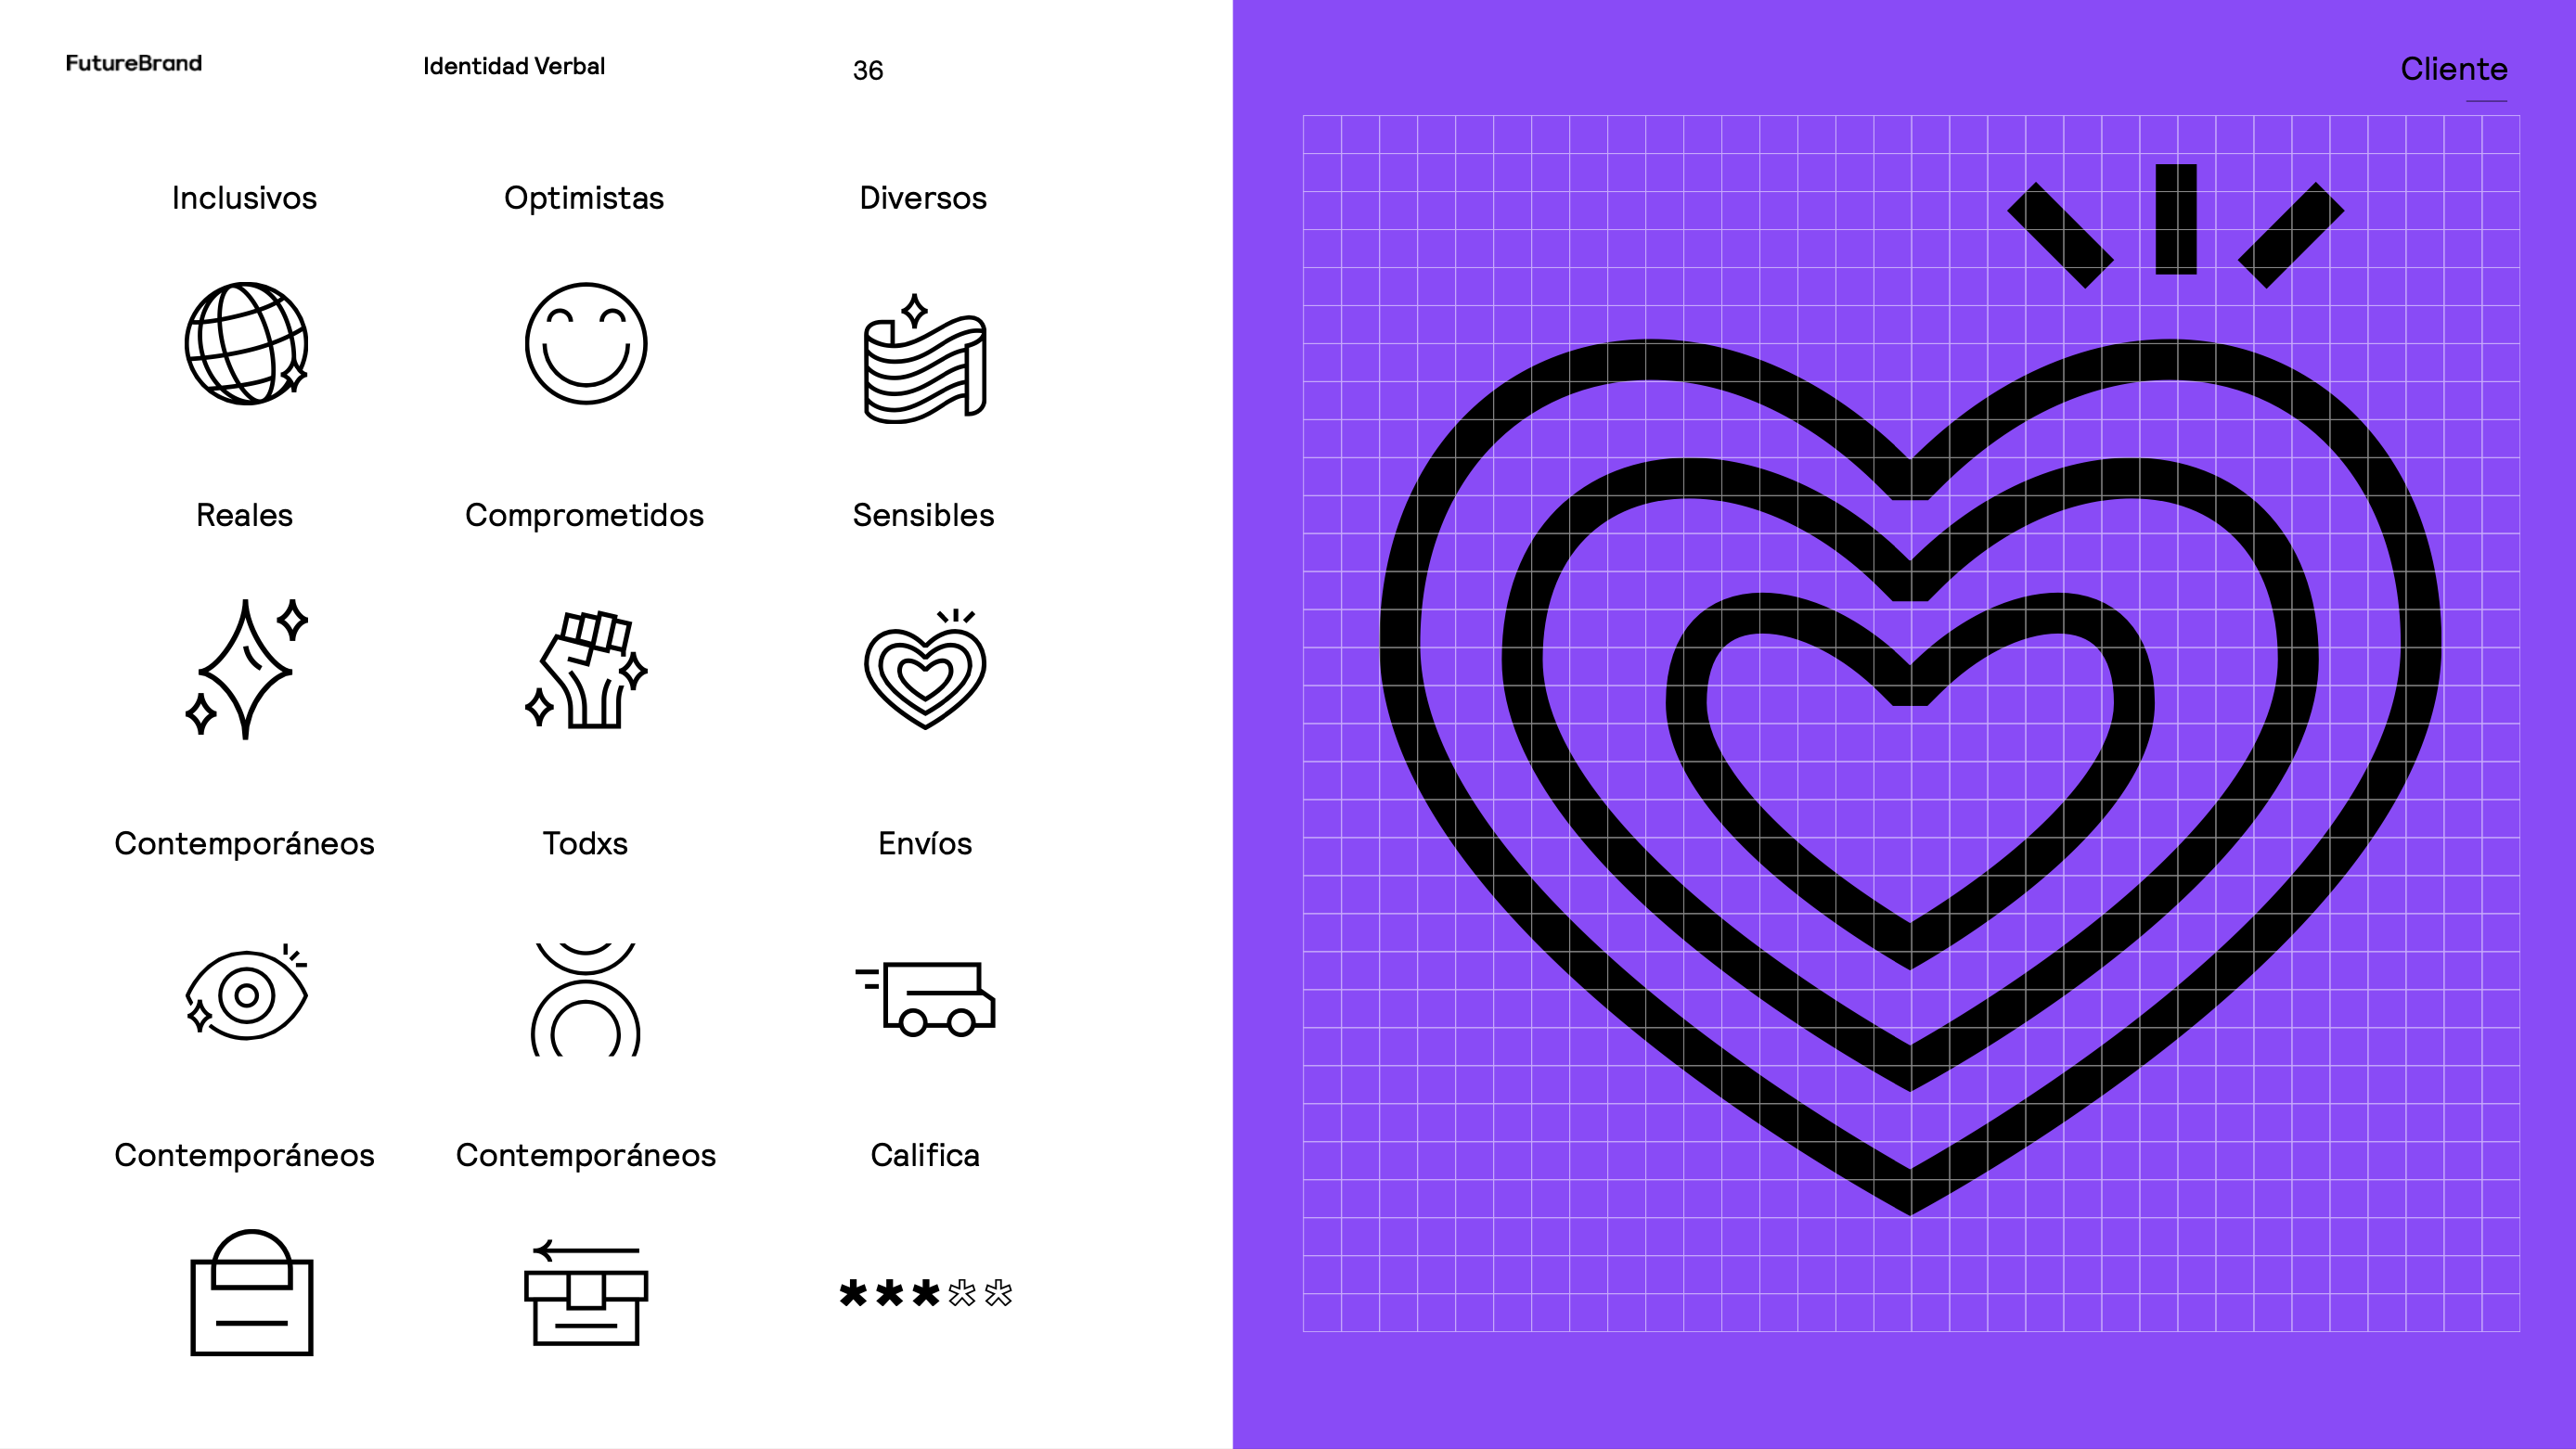 FutureBrand
Identidad Verbal
36
Cliente
Inclusivos
Optimistas
Diversos
Reales
Comprometidos
Sensibles
Contemporáneos
Todxs
Envíos
Contemporáneos
Contemporáneos
Califica